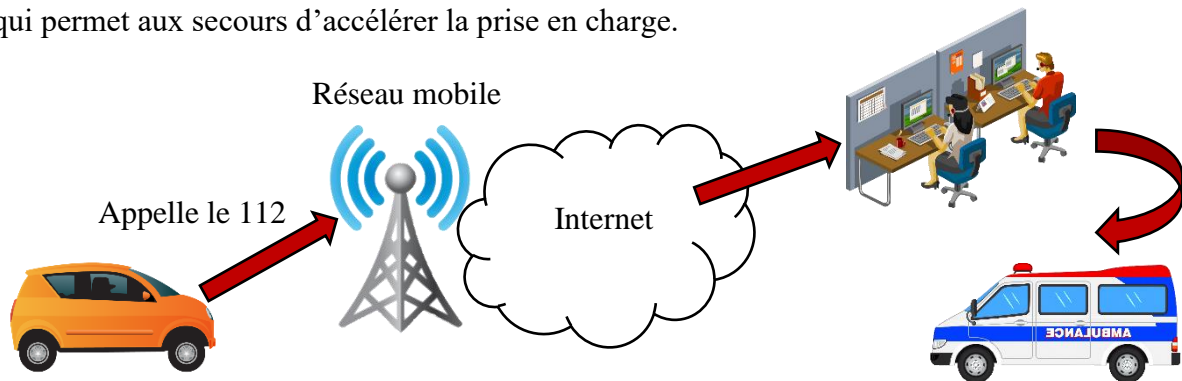 qui permet aux secours d’accélérer la prise en charge.
Réseau mobile
Appelle le 112
Internet
AMBULANCE